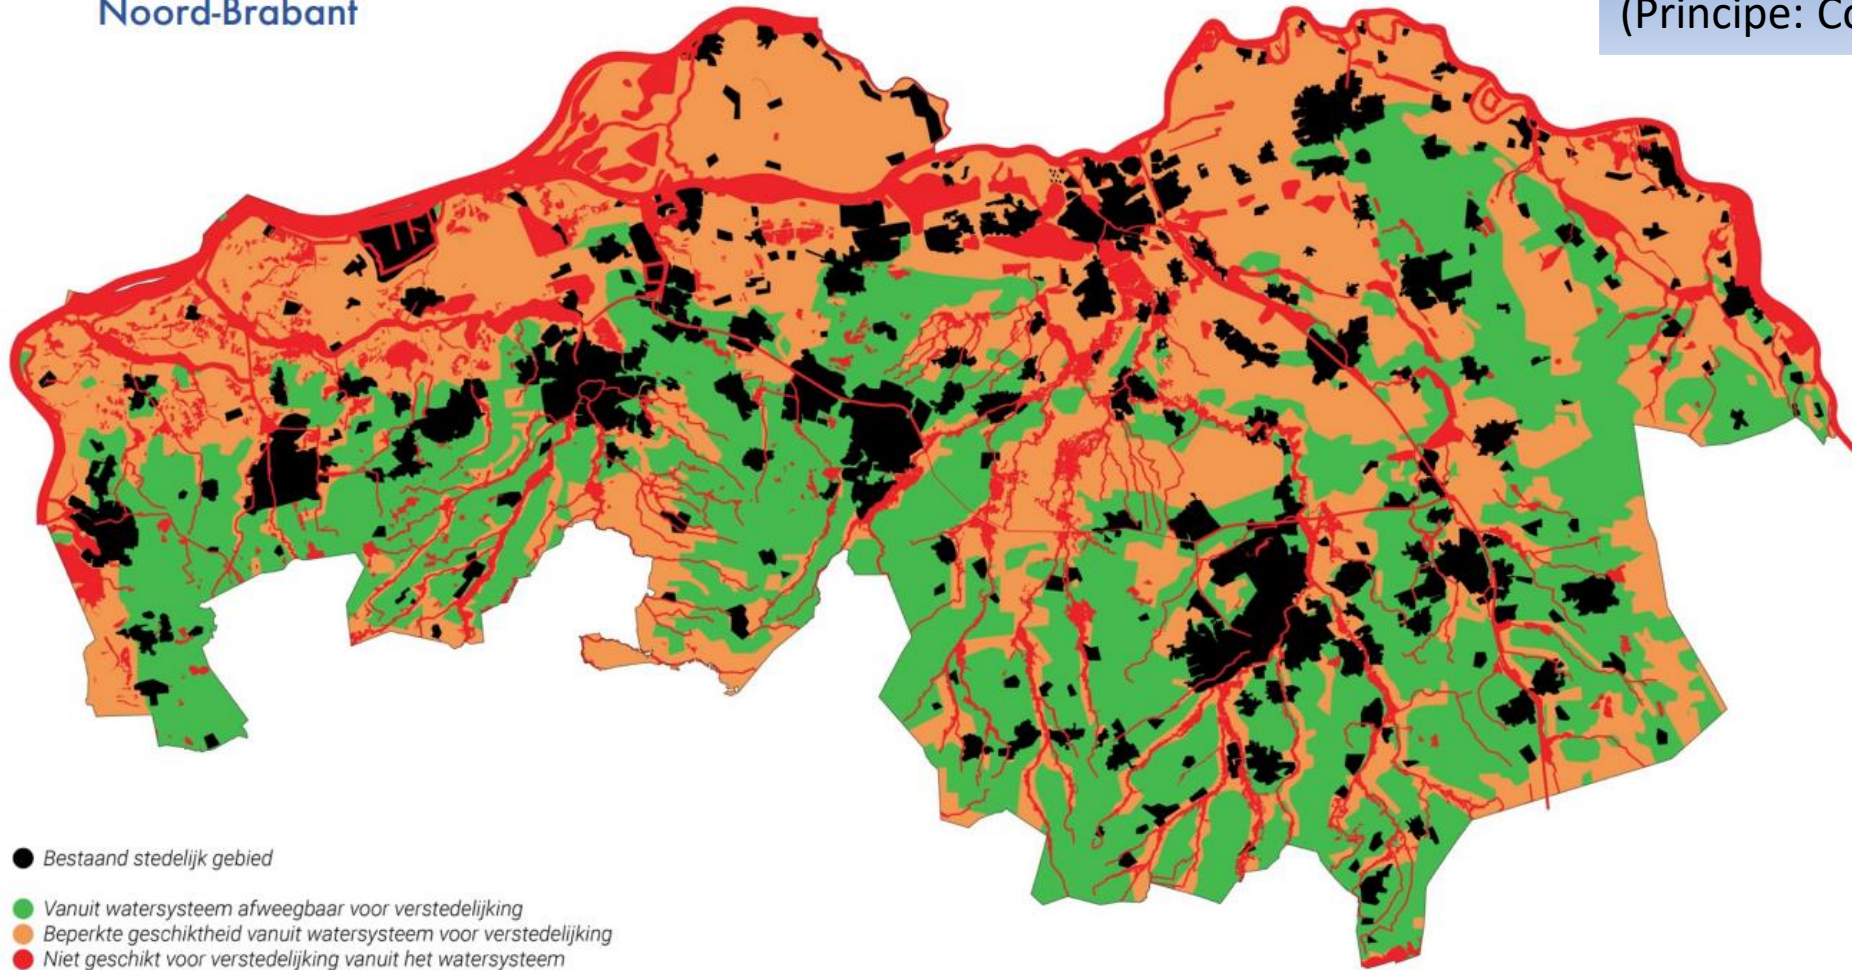 Noord-Brabant
(Principe: Co
Bestaand stedelijk gebied
Vanuit watersysteem afweegbaar voor verstedelijking
Beperkte geschiktheid vanuit watersysteem voor verstedelijking
Niet geschikt voor verstedelijking vanuit het watersysteem